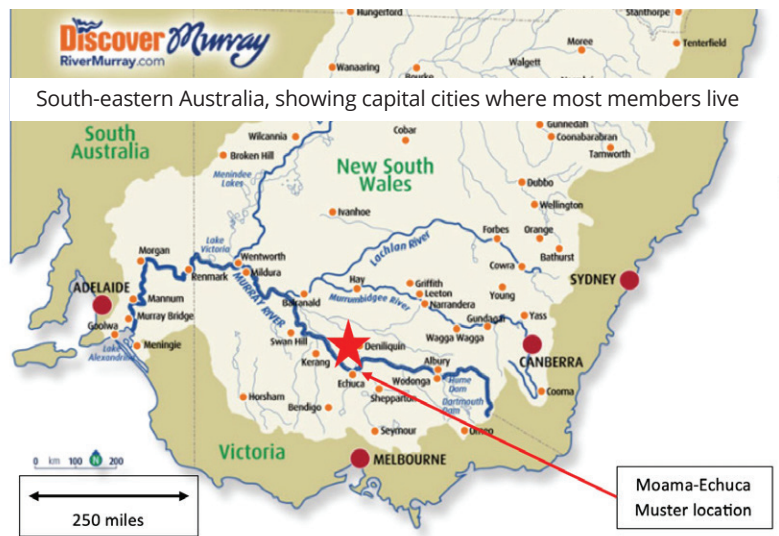 Hungerford
Stanthorpe
Discover Murray
RiverMurray.com
Moree
Tenterfield
Walgett
Wanaaring
Bourke
South-eastern Australia, showing capital cities where most members live
South
Australia
Wilcannia
Cobar
Gunnedah
Coonabarabran
Tamworth
Broken Hill
New South
Wales
Menindee
Lakes
Dubbo
Wellington
Ivanhoe
Lake
Victoria
Lachlan River
Forbes
Orange
Morgan
Wentworth
Bathurst
Renmark
Mildura
Cowra
SYDNEY
ADELAIDE
MURRAY RIVER
Hay
Griffith
Leeton
Young
Mannum
Balranald
Murrumbidgee River
Narrandera
Murray Bridge
Gundagai
Yass
Goolwa
Swan Hill
Wagga Wagga
Lake
Alexandrina
Meningie
Deniliquin
Kerang
Albury
CANBERRA
Echuca
Wodonga
Hume
Dam
Cooma
Horsham
Shepparton
Dartmouth
Dam
Bendigo
Seymour
Omeo
Victoria
MELBOURNE
0 km 100 N 200
Moama-Echuca
Muster location
250 miles